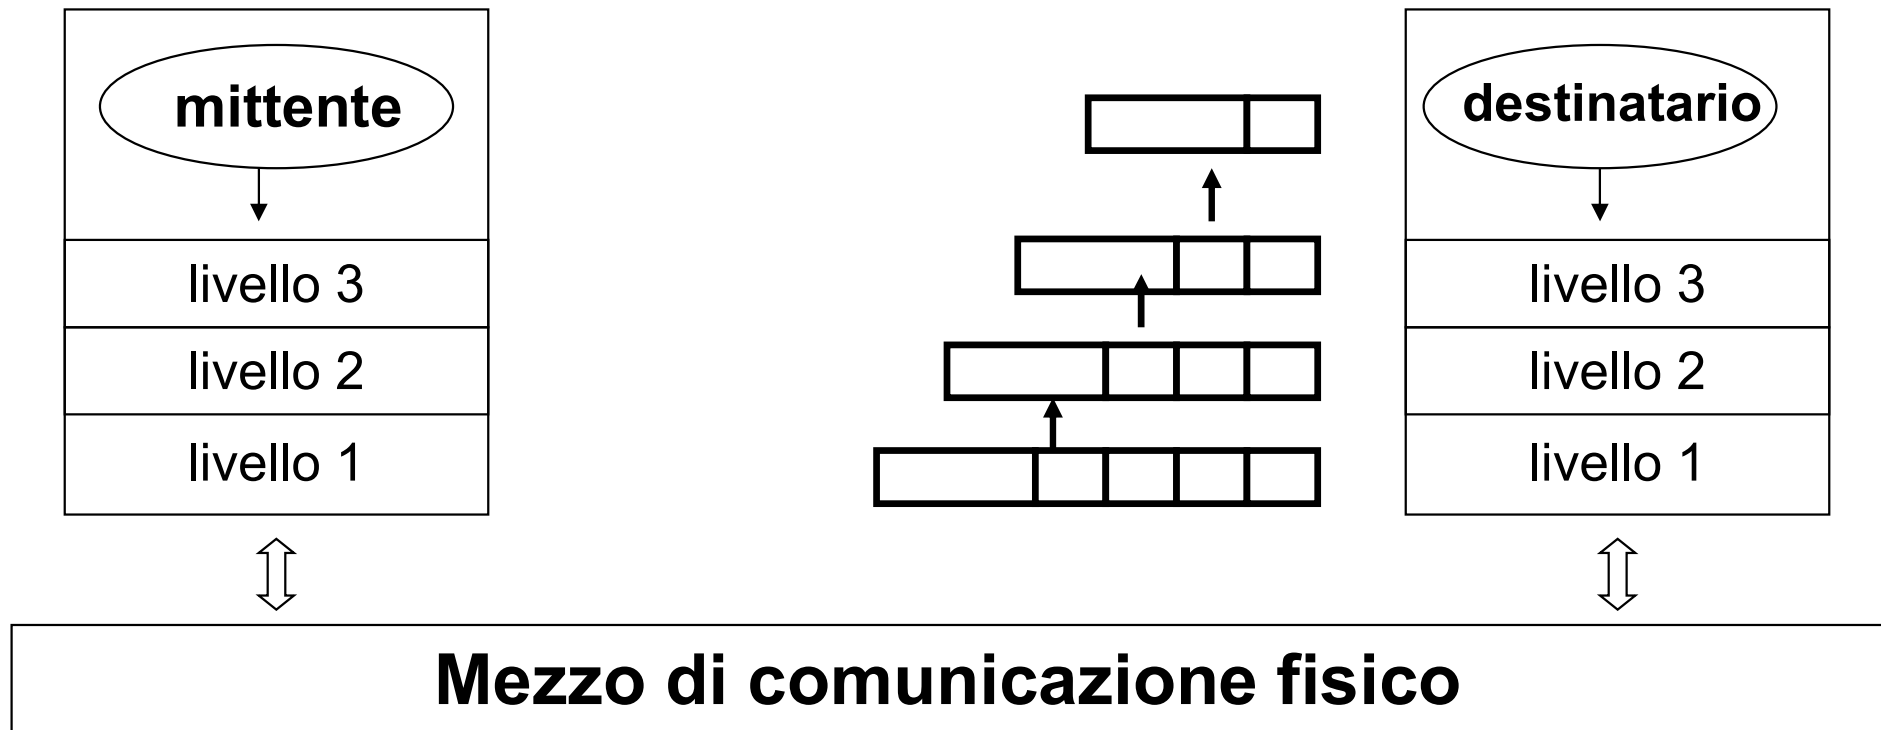 mittente
livello 3
livello 2
livello 1
destinatario
livello 3
livello 2
livello 1
Mezzo di comunicazione fisico